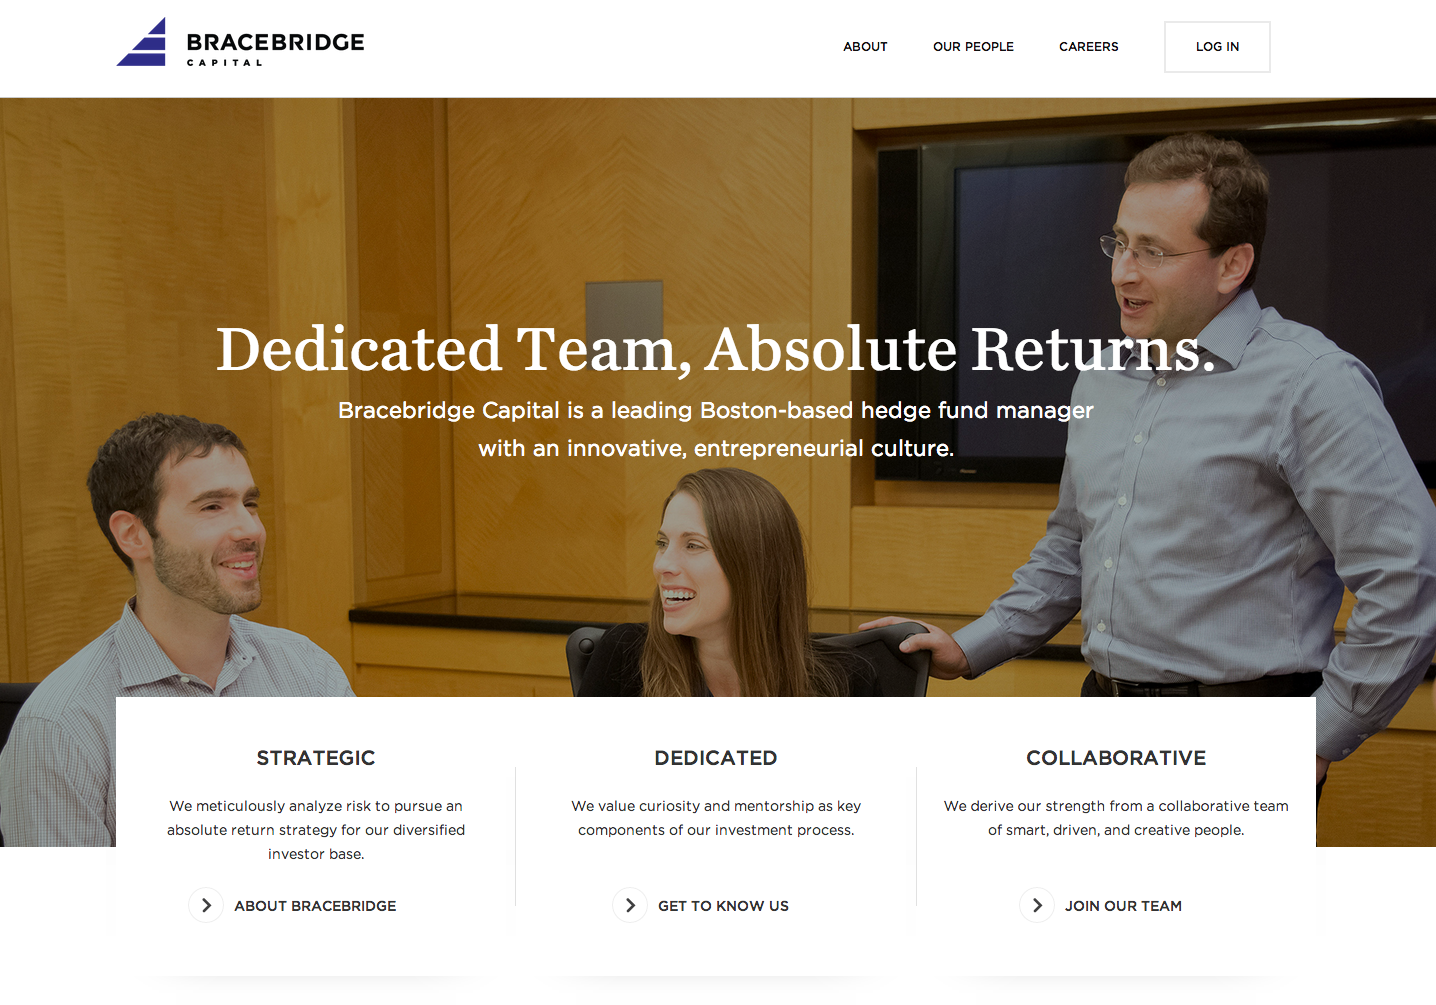 BRACEBRIDGE
CAPITAL
ABOUT
OUR PEOPLE
CAREERS
LOG IN
Dedicated Team, Absolute Returns.
Bracebridge Capital is a leading Boston-based hedge fund manager
with an innovative, entrepreneurial culture.
STRATEGIC
We meticulously analyze risk to pursue an
absolute return strategy for our diversified
investor base.
ABOUT BRACEBRIDGE
DEDICATED
We value curiosity and mentorship as key
components of our investment process.
GET TO KNOW US
COLLABORATIVE
We derive our strength from a collaborative team
of smart, driven, and creative people.
JOIN OUR TEAM